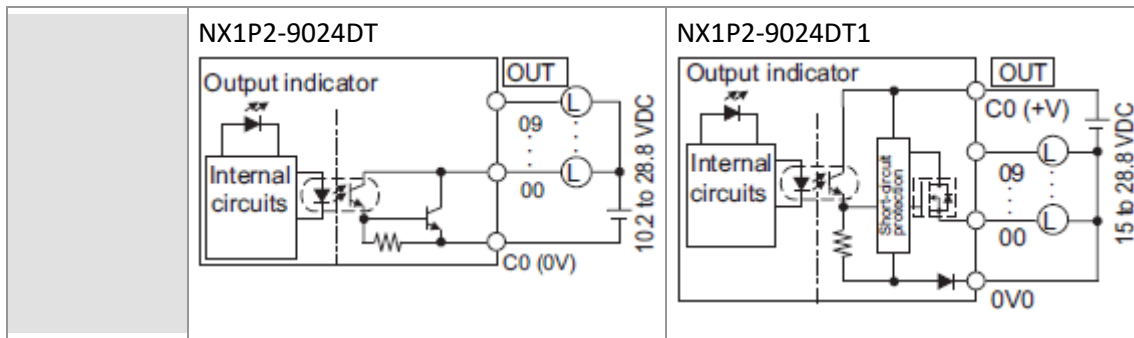 NX1P2-9024DT
Output indicator
OUT
L
09
L
00
Internal
circuits
C0 (0V)
10.2 to 28.8 VDC
NX1P2-9024DT1
Output indicator
OUT
C0 (+V)
L
09
L
00
Internal
circuits
Short-circuit
protection
0V0
15 to 28.8 VDC